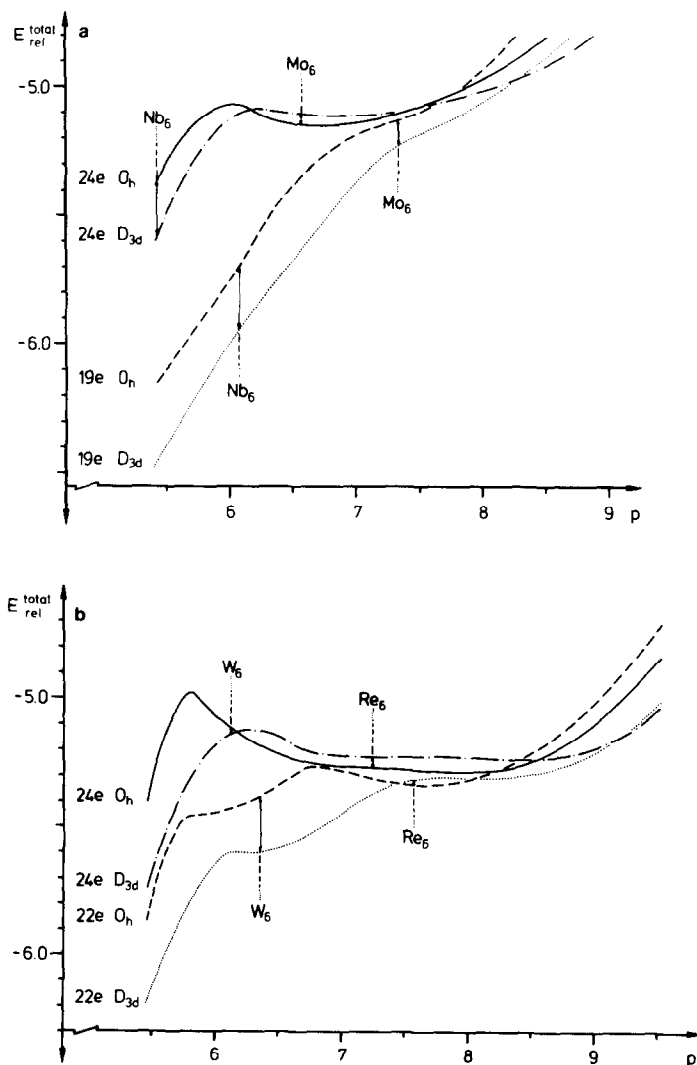 E total rel
a
Mo₆
-5.0
Nb₆
24e Oₕ
24e D₃d
Mo₆
-6.0
19e Oₕ
Nb₆
19e D₃d
6 7 8 9 p
E total rel
b
W₆
-5.0
Re₆
24e Oₕ
Re₆
24e D₃d
22e Oₕ
W₆
-6.0
22e D₃d
6 7 8 9 p